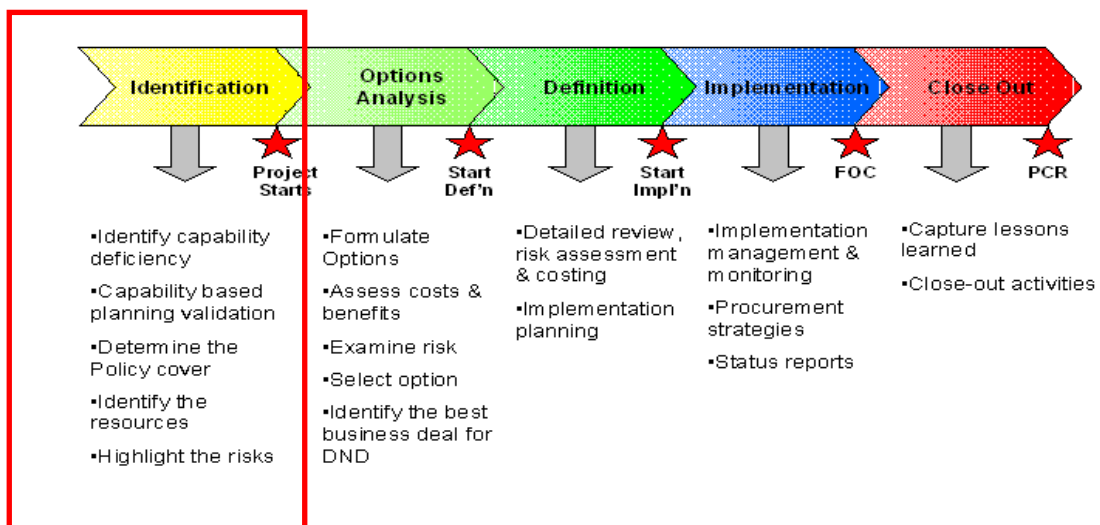 Identification
Options
Analysis
Definition
Implementation
Close Out
Project
Starts
Start
Def'n
Start
Impl'n
FOC
PCR
▪Identify capability
deficiency
▪Capability based
planning validation
▪Determine the
Policy cover
▪Identify the
resources
▪Highlight the risks
▪Formulate
Options
▪Assess costs &
benefits
▪Examine risk
▪Select option
▪Identify the best
business deal for
DND
▪Detailed review,
risk assessment
& costing
▪Implementation
planning
▪Implementation
management &
monitoring
▪Procurement
strategies
▪Status reports
▪Capture lessons
learned
▪Close-out activities